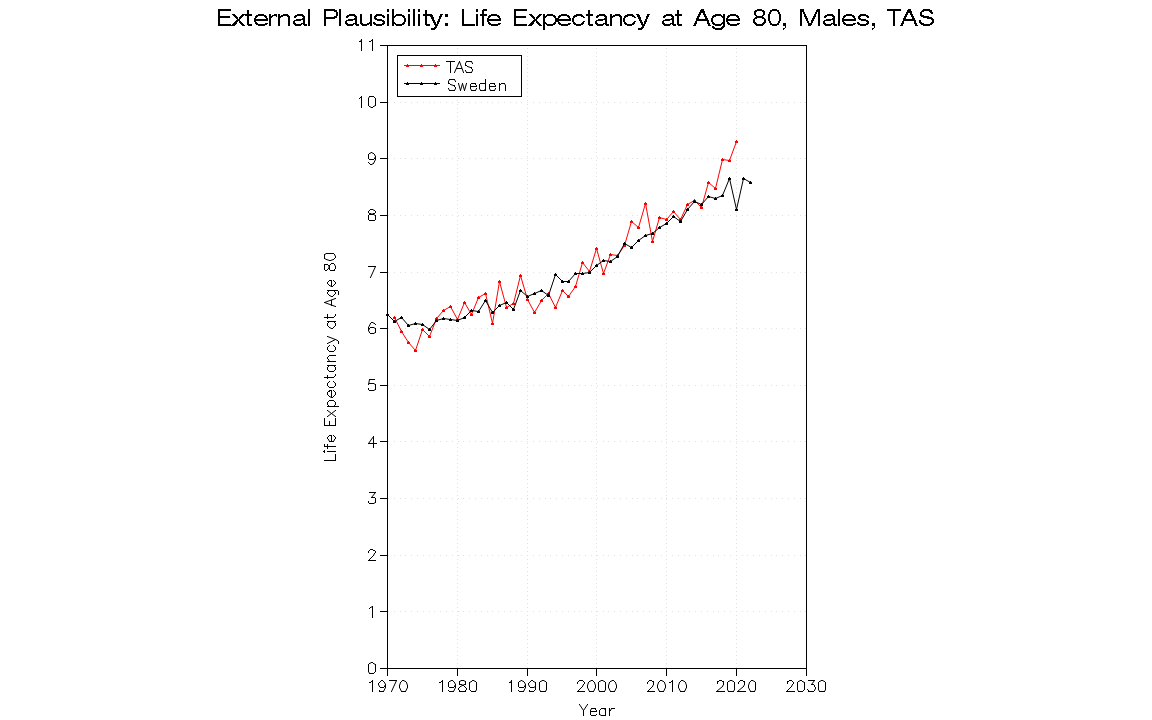 External Plausibility: Life Expectancy at Age 80, Males, TAS
TAS
Sweden
11
10
9
8
7
6
5
4
3
2
1
0
Life Expectancy at Age 80
1970 1980 1990 2000 2010 2020 2030
Year